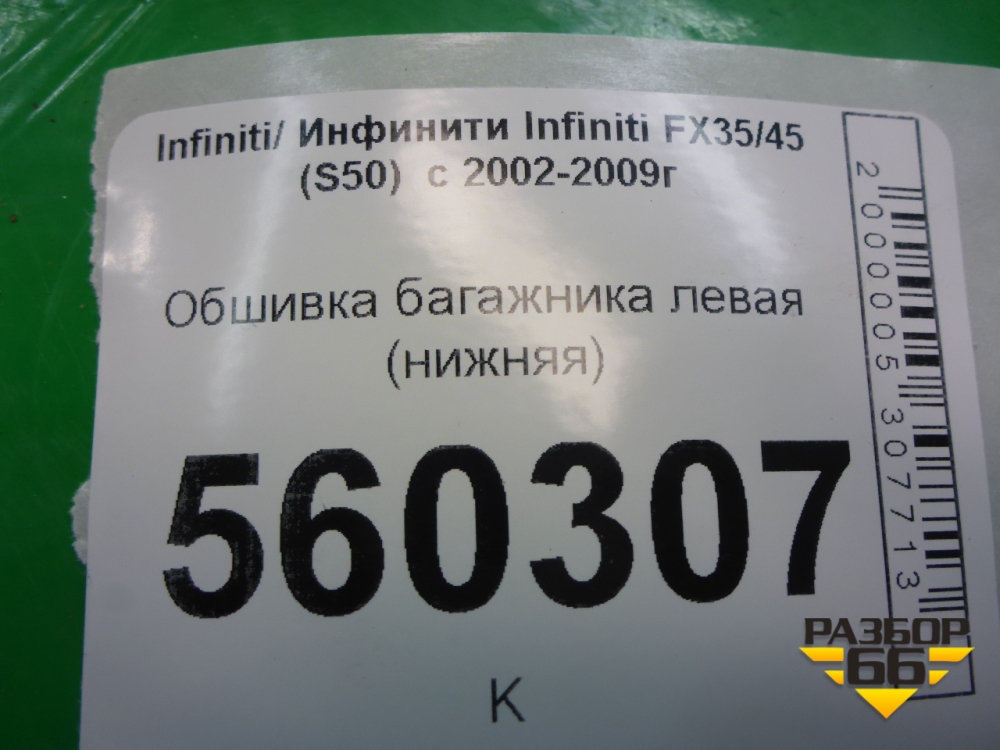 Infiniti/ Инфинити Infiniti FX35/45
(S50) с 2002-2009г
Обшивка багажника левая
(нижняя)
560307
К
2000005307713
РАЗБОР
66